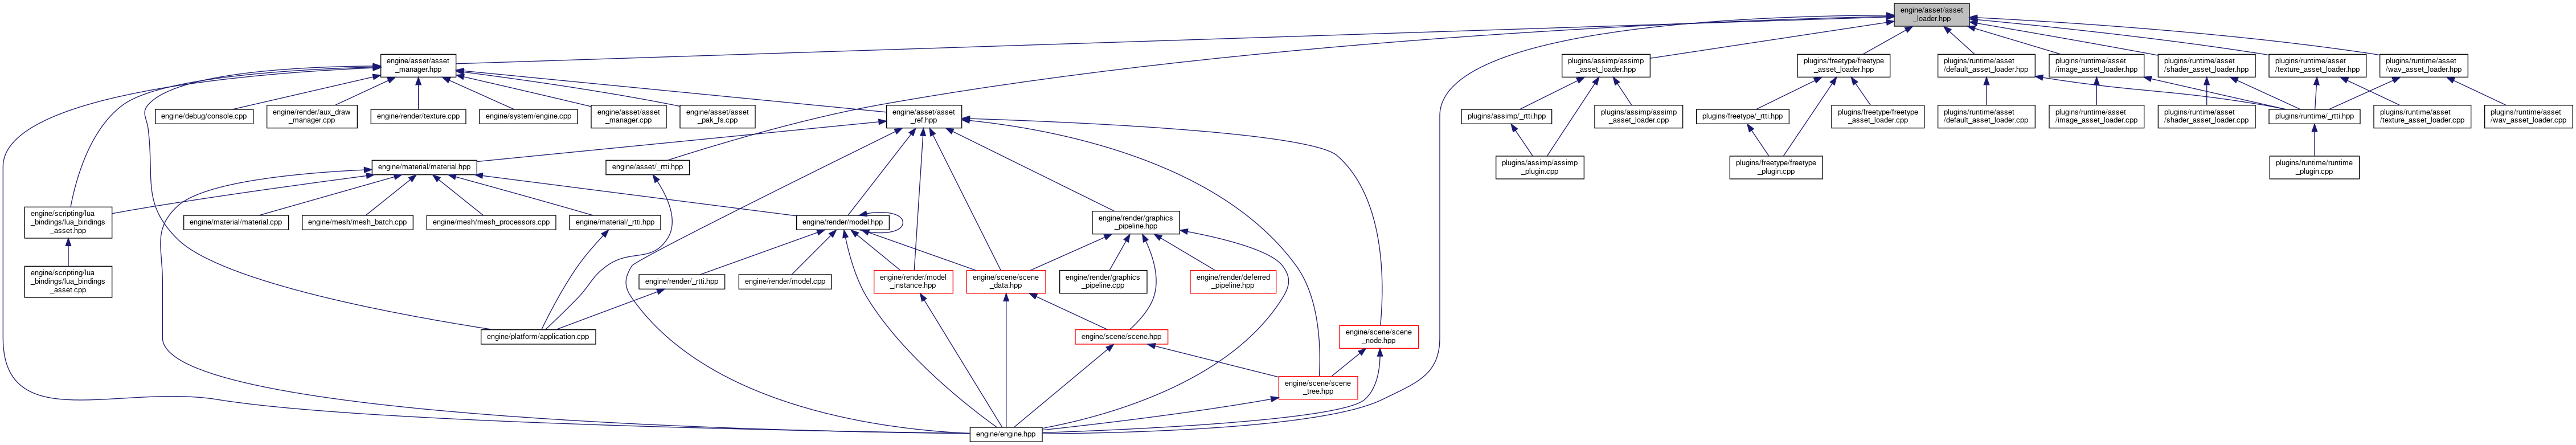 engine/asset/asset
_loader.hpp
engine/asset/asset
_manager.hpp
plugins/assimp/assimp
_asset_loader.hpp
plugins/freetype/freetype
_asset_loader.hpp
plugins/runtime/asset
/default_asset_loader.hpp
plugins/runtime/asset
/image_asset_loader.hpp
plugins/runtime/asset
/shader_asset_loader.hpp
plugins/runtime/asset
/texture_asset_loader.hpp
plugins/runtime/asset
/wav_asset_loader.hpp
engine/debug/console.cpp
engine/render/aux_draw
_manager.cpp
engine/render/texture.cpp
engine/system/engine.cpp
engine/asset/asset
_manager.cpp
engine/asset/asset
_pak_fs.cpp
engine/asset/asset
_ref.hpp
plugins/assimp/_rtti.hpp
plugins/assimp/assimp
_asset_loader.cpp
plugins/freetype/_rtti.hpp
plugins/freetype/freetype
_asset_loader.cpp
plugins/runtime/asset
/default_asset_loader.cpp
plugins/runtime/asset
/image_asset_loader.cpp
plugins/runtime/asset
/shader_asset_loader.cpp
plugins/runtime/_rtti.hpp
plugins/runtime/asset
/texture_asset_loader.cpp
plugins/runtime/asset
/wav_asset_loader.cpp
engine/material/material.hpp
engine/asset/_rtti.hpp
plugins/assimp/assimp
_plugin.cpp
plugins/freetype/freetype
_plugin.cpp
plugins/runtime/runtime
_plugin.cpp
engine/scripting/lua
_bindings/lua_bindings
_asset.hpp
engine/material/material.cpp
engine/mesh/mesh_batch.cpp
engine/mesh/mesh_processors.cpp
engine/material/_rtti.hpp
engine/render/model.hpp
engine/render/graphics
_pipeline.hpp
engine/scripting/lua
_bindings/lua_bindings
_asset.cpp
engine/render/_rtti.hpp
engine/render/model.cpp
engine/render/model
_instance.hpp
engine/scene/scene
_data.hpp
engine/render/graphics
_pipeline.cpp
engine/render/deferred
_pipeline.hpp
engine/platform/application.cpp
engine/scene/scene.hpp
engine/scene/scene
_node.hpp
engine/scene/scene
_tree.hpp
engine/engine.hpp